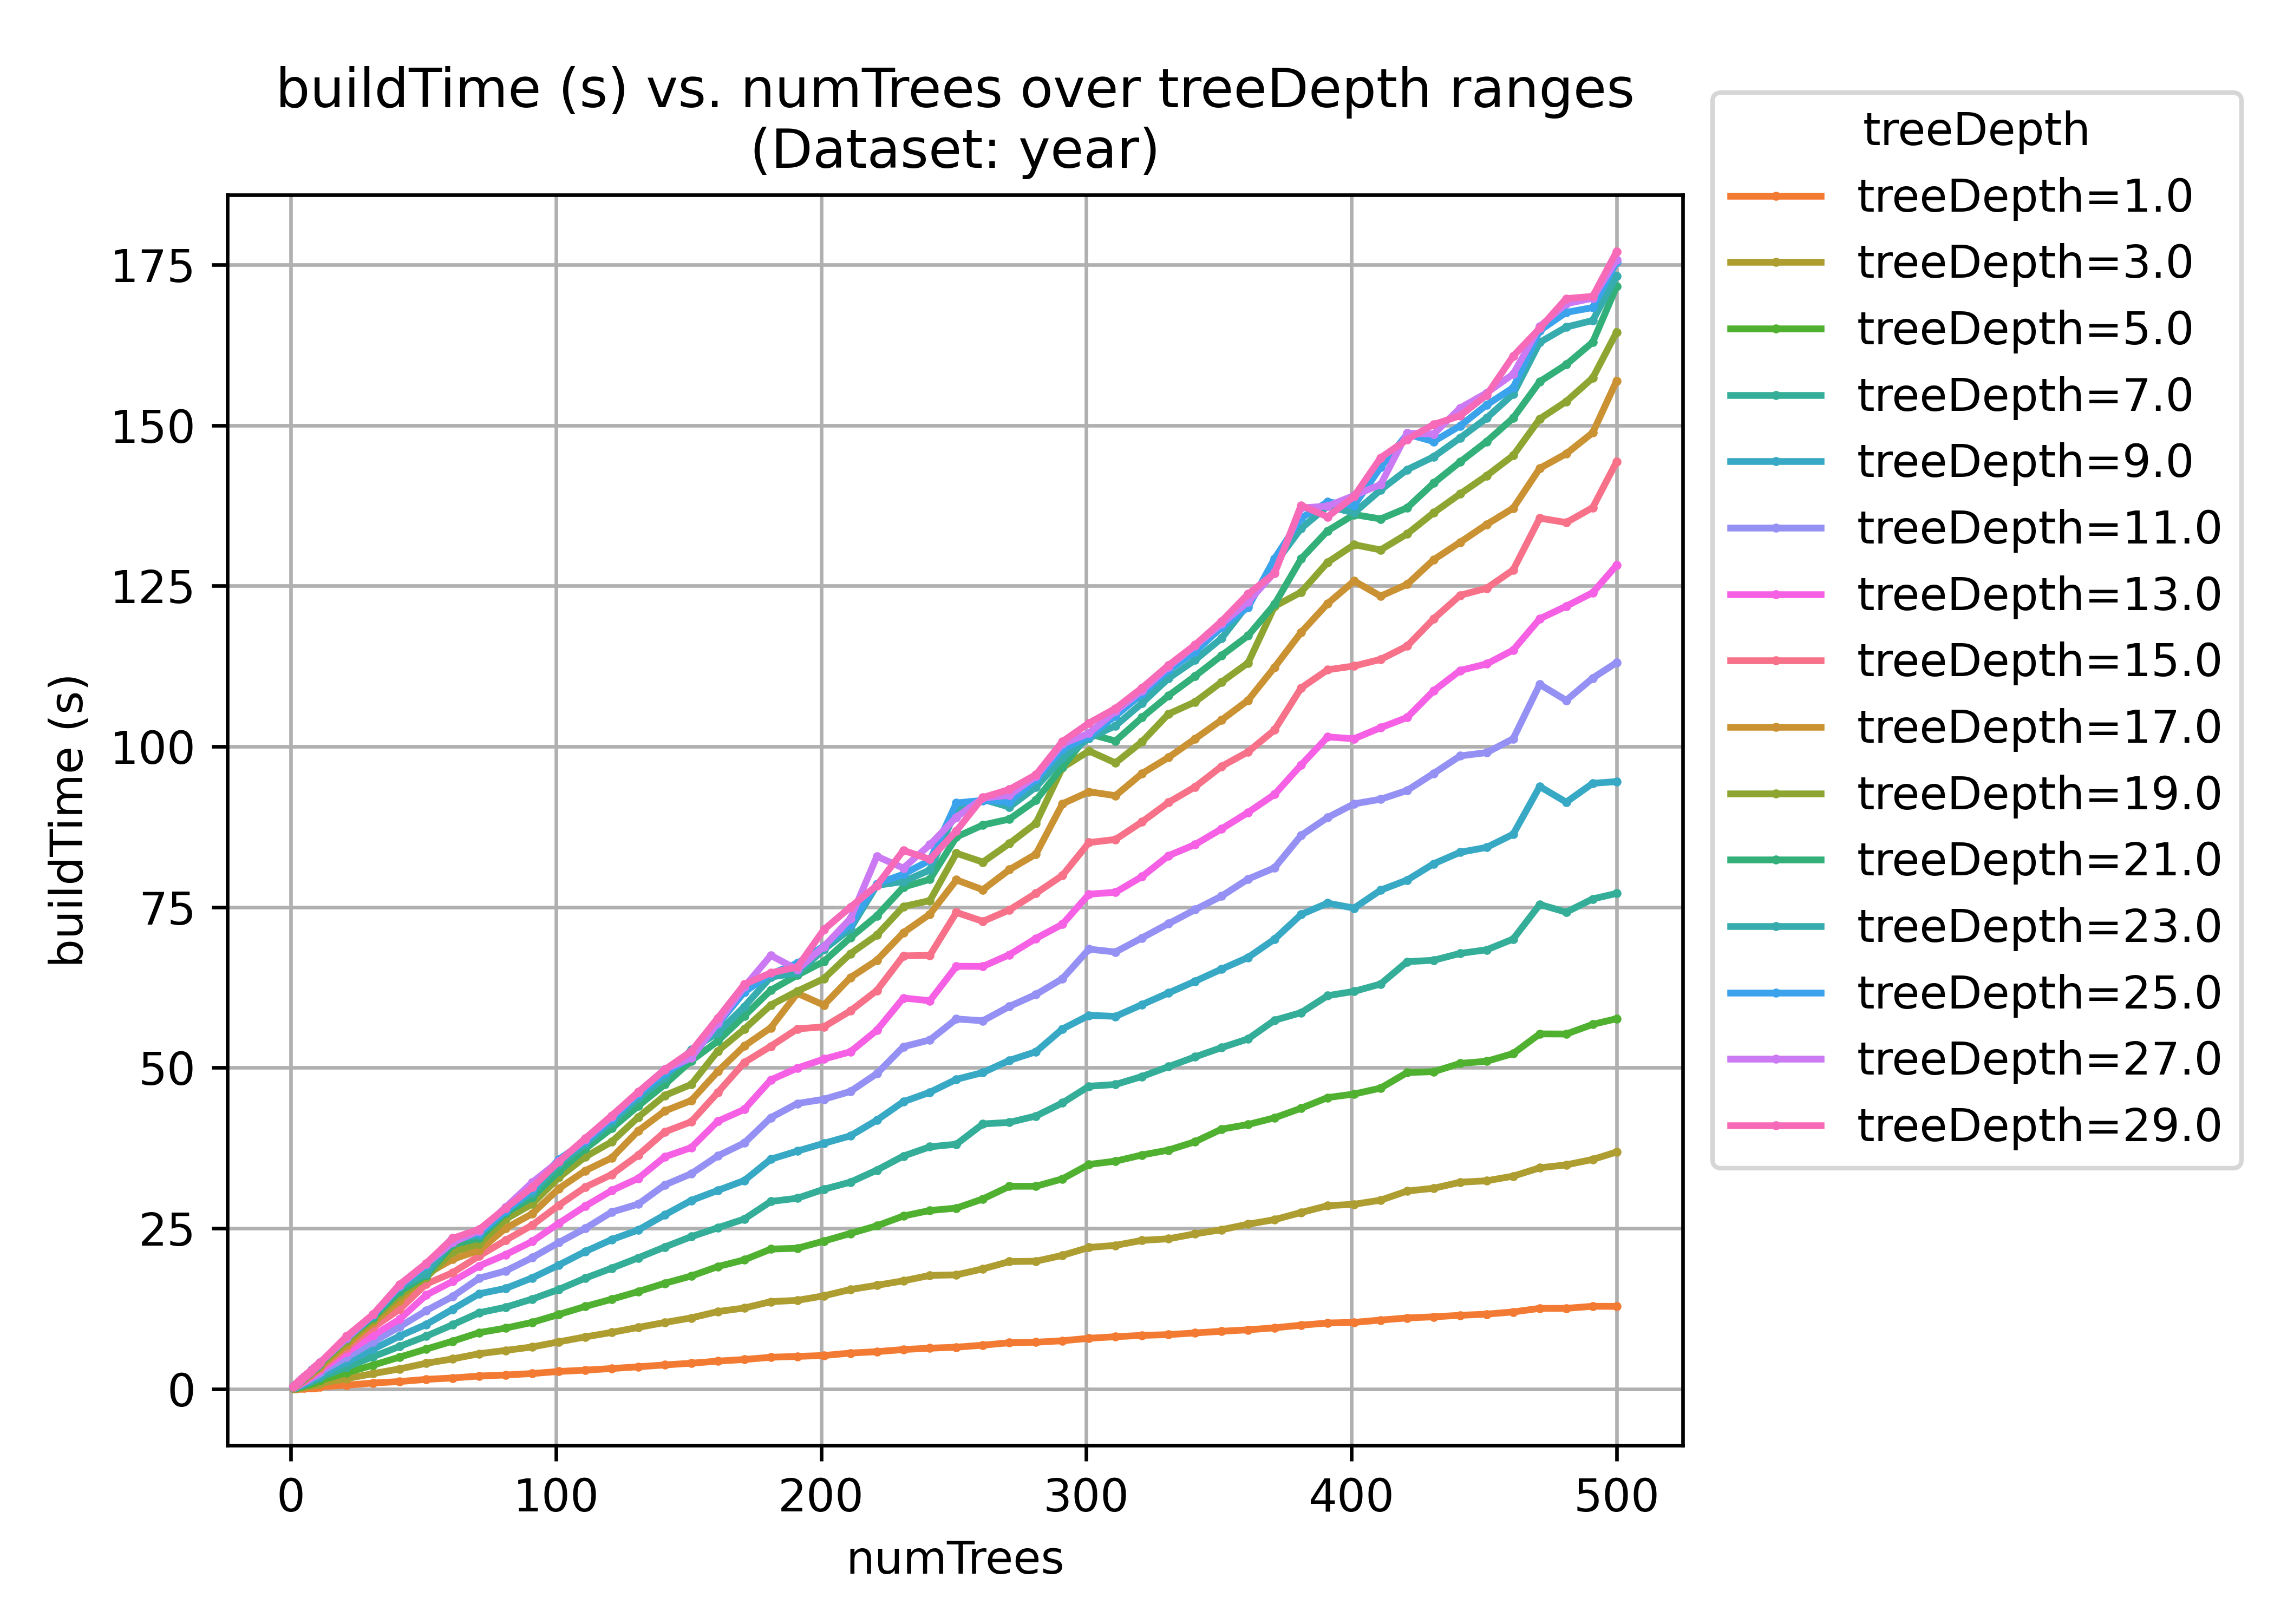 buildTime (s) vs. numTrees over treeDepth ranges
(Dataset: year)
treeDepth
treeDepth=1.0
treeDepth=3.0
treeDepth=5.0
treeDepth=7.0
treeDepth=9.0
treeDepth=11.0
treeDepth=13.0
treeDepth=15.0
treeDepth=17.0
treeDepth=19.0
treeDepth=21.0
treeDepth=23.0
treeDepth=25.0
treeDepth=27.0
treeDepth=29.0
buildTime (s)
175
150
125
100
75
50
25
0
0 100 200 300 400 500
numTrees